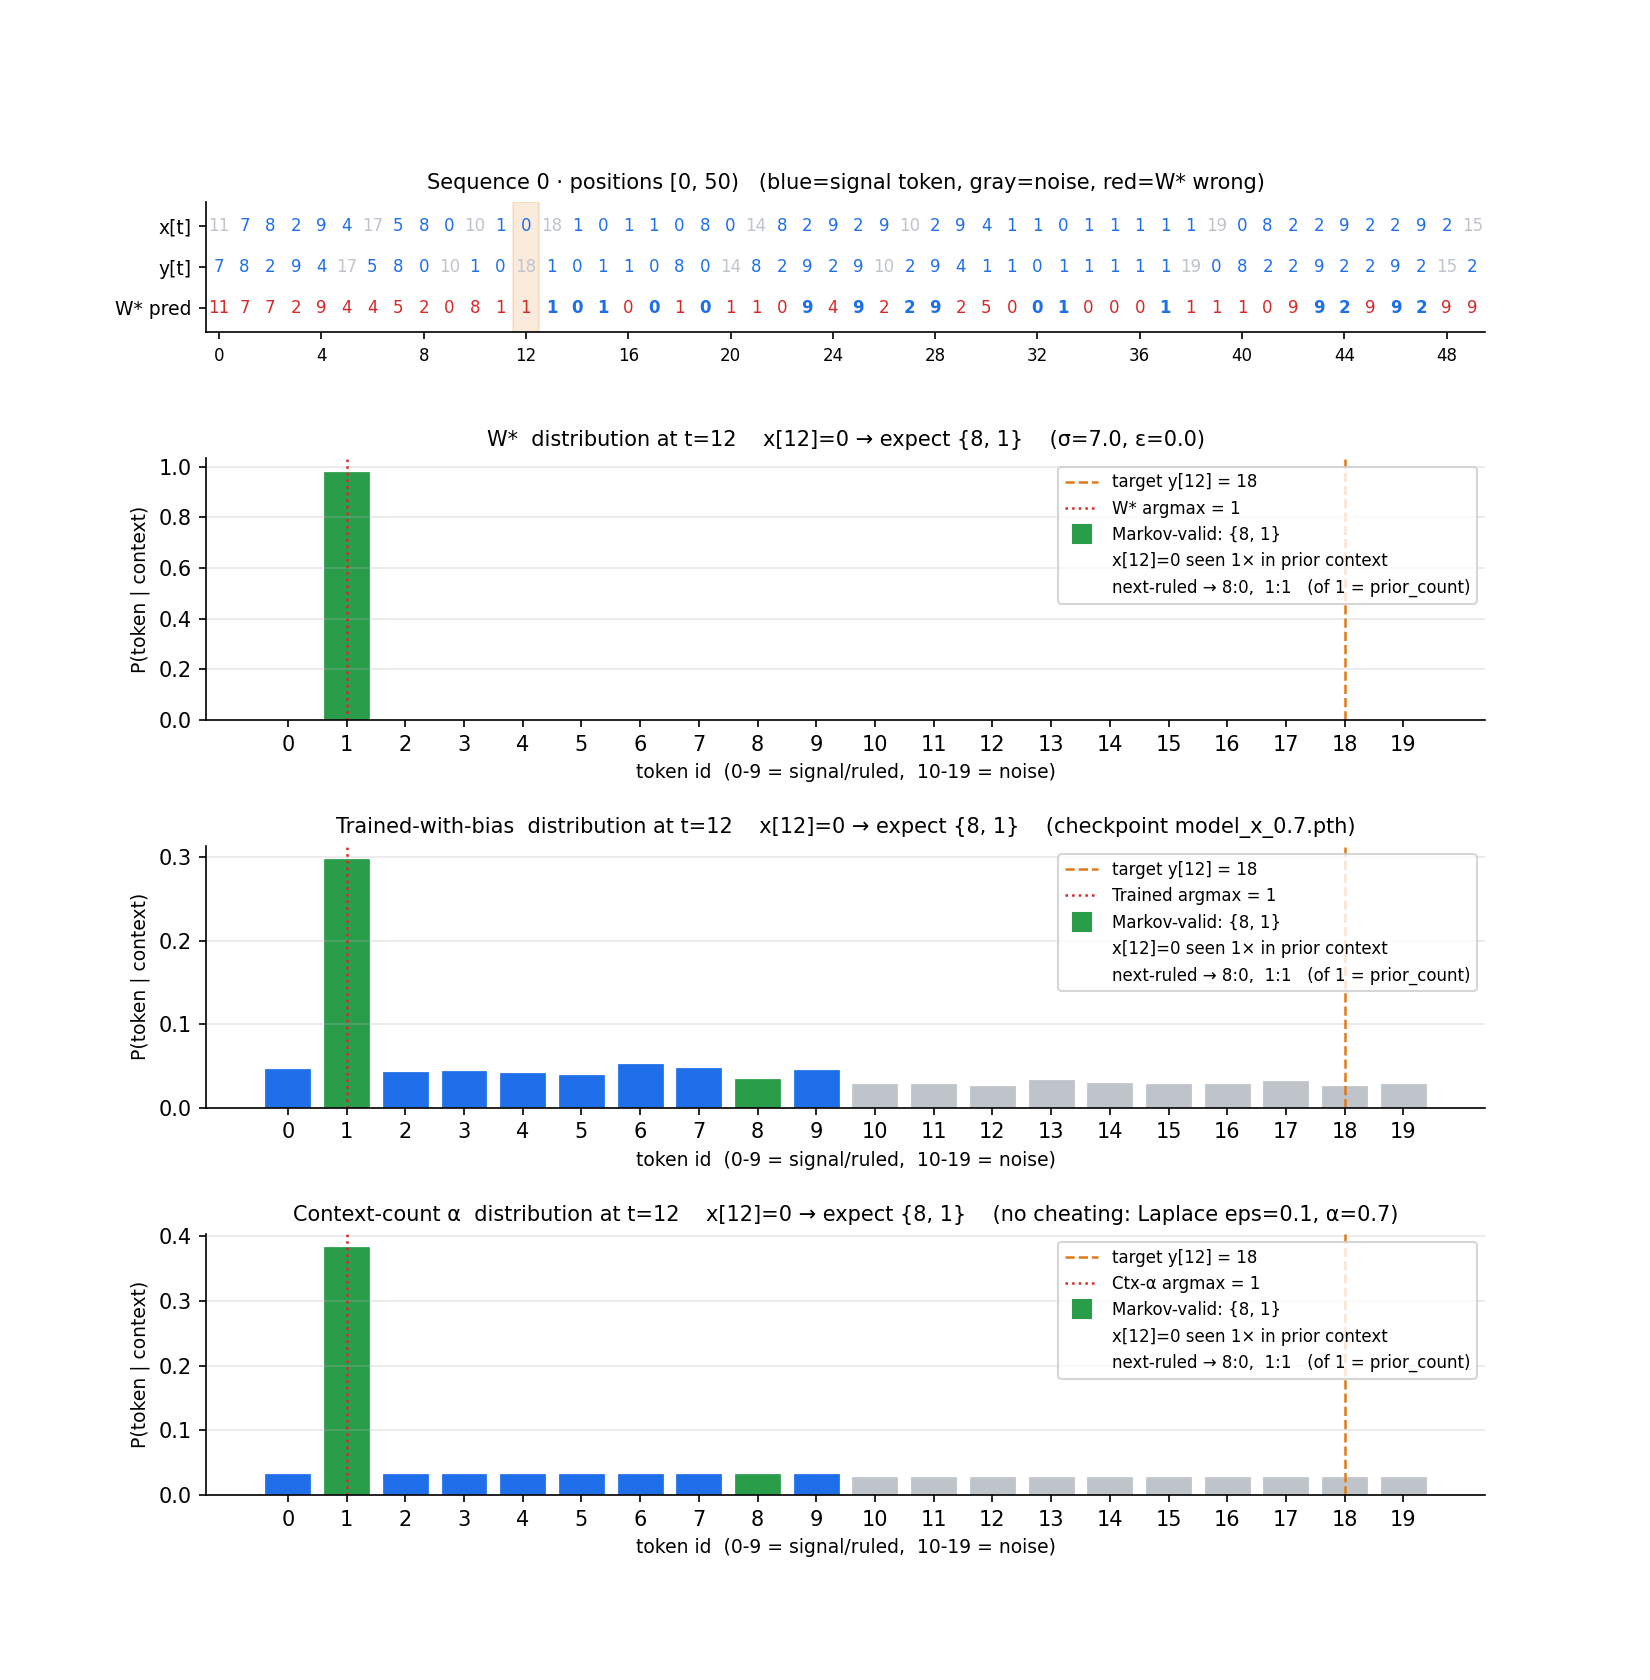 Sequence 0 · positions [0, 50)   (blue=signal token, gray=noise, red=W* wrong)
x[t] 11 7 8 2 9 4 17 5 8 0 10 1 0 18 1 0 1 1 0 8 0 14 8 2 9 2 9 10 2 9 4 1 1 0 1 1 1 1 1 19 0 8 2 2 9 2 2 9 2 15
y[t] 7 8 2 9 4 17 5 8 0 10 1 0 18 1 0 1 1 0 8 0 14 8 2 9 2 9 10 2 9 4 1 1 0 1 1 1 1 1 19 0 8 2 2 9 2 2 9 2 15 2
W* pred 11 7 7 2 9 4 4 5 2 0 8 1 1 1 0 1 0 0 1 0 1 1 0 9 4 9 2 2 9 2 5 0 0 1 0 0 0 1 1 1 1 0 9 9 2 9 9 2 9 9
0 4 8 12 16 20 24 28 32 36 40 44 48
W*  distribution at t=12    x[12]=0 → expect {8, 1}    (σ=7.0, ε=0.0)
P(token | context)
1.0
0.8
0.6
0.4
0.2
0.0
target y[12] = 18
W* argmax = 1
Markov-valid: {8, 1}
x[12]=0 seen 1× in prior context
next-ruled → 8:0,  1:1   (of 1 = prior_count)
0 1 2 3 4 5 6 7 8 9 10 11 12 13 14 15 16 17 18 19
token id  (0-9 = signal/ruled,  10-19 = noise)
Trained-with-bias  distribution at t=12    x[12]=0 → expect {8, 1}    (checkpoint model_x_0.7.pth)
P(token | context)
0.3
0.2
0.1
0.0
target y[12] = 18
Trained argmax = 1
Markov-valid: {8, 1}
x[12]=0 seen 1× in prior context
next-ruled → 8:0,  1:1   (of 1 = prior_count)
0 1 2 3 4 5 6 7 8 9 10 11 12 13 14 15 16 17 18 19
token id  (0-9 = signal/ruled,  10-19 = noise)
Context-count α  distribution at t=12    x[12]=0 → expect {8, 1}    (no cheating: Laplace eps=0.1, α=0.7)
P(token | context)
0.4
0.3
0.2
0.1
0.0
target y[12] = 18
Ctx-α argmax = 1
Markov-valid: {8, 1}
x[12]=0 seen 1× in prior context
next-ruled → 8:0,  1:1   (of 1 = prior_count)
0 1 2 3 4 5 6 7 8 9 10 11 12 13 14 15 16 17 18 19
token id  (0-9 = signal/ruled,  10-19 = noise)